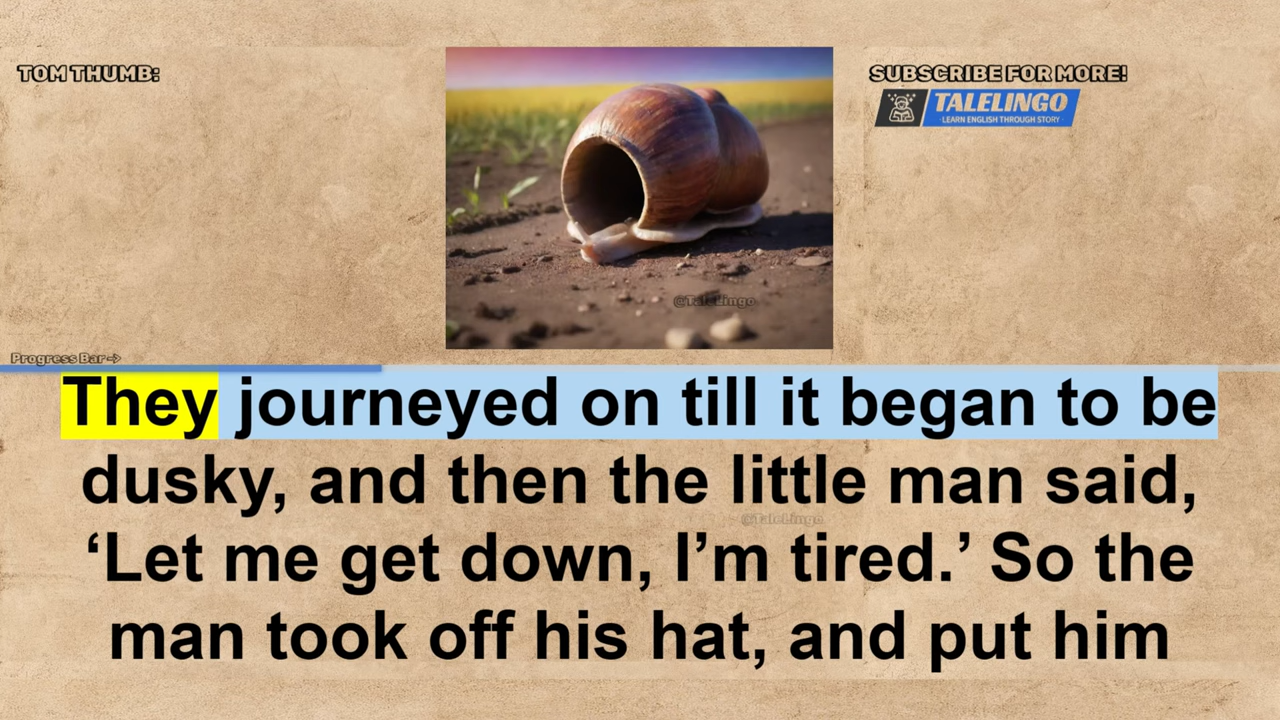 TOM THUMB:
SUBSCRIBE FOR MORE!
TALELINGO
·LEARN ENGLISH THROUGH STORY·
@TaleLingo
Progress Bar->
They journeyed on till it began to be
dusky, and then the little man said,
@TaleLingo
‘Let me get down, I’m tired.’ So the
man took off his hat, and put him